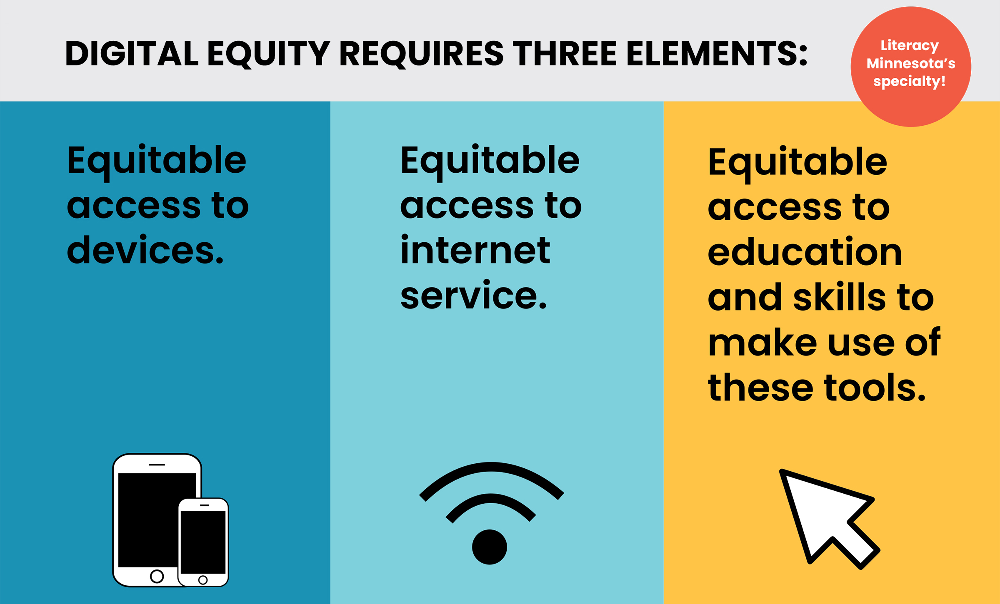 DIGITAL EQUITY REQUIRES THREE ELEMENTS:
Literacy
Minnesota's
specialty!
Equitable
access to
devices.
Equitable
access to
internet
service.
Equitable
access to
education
and skills to
make use of
these tools.